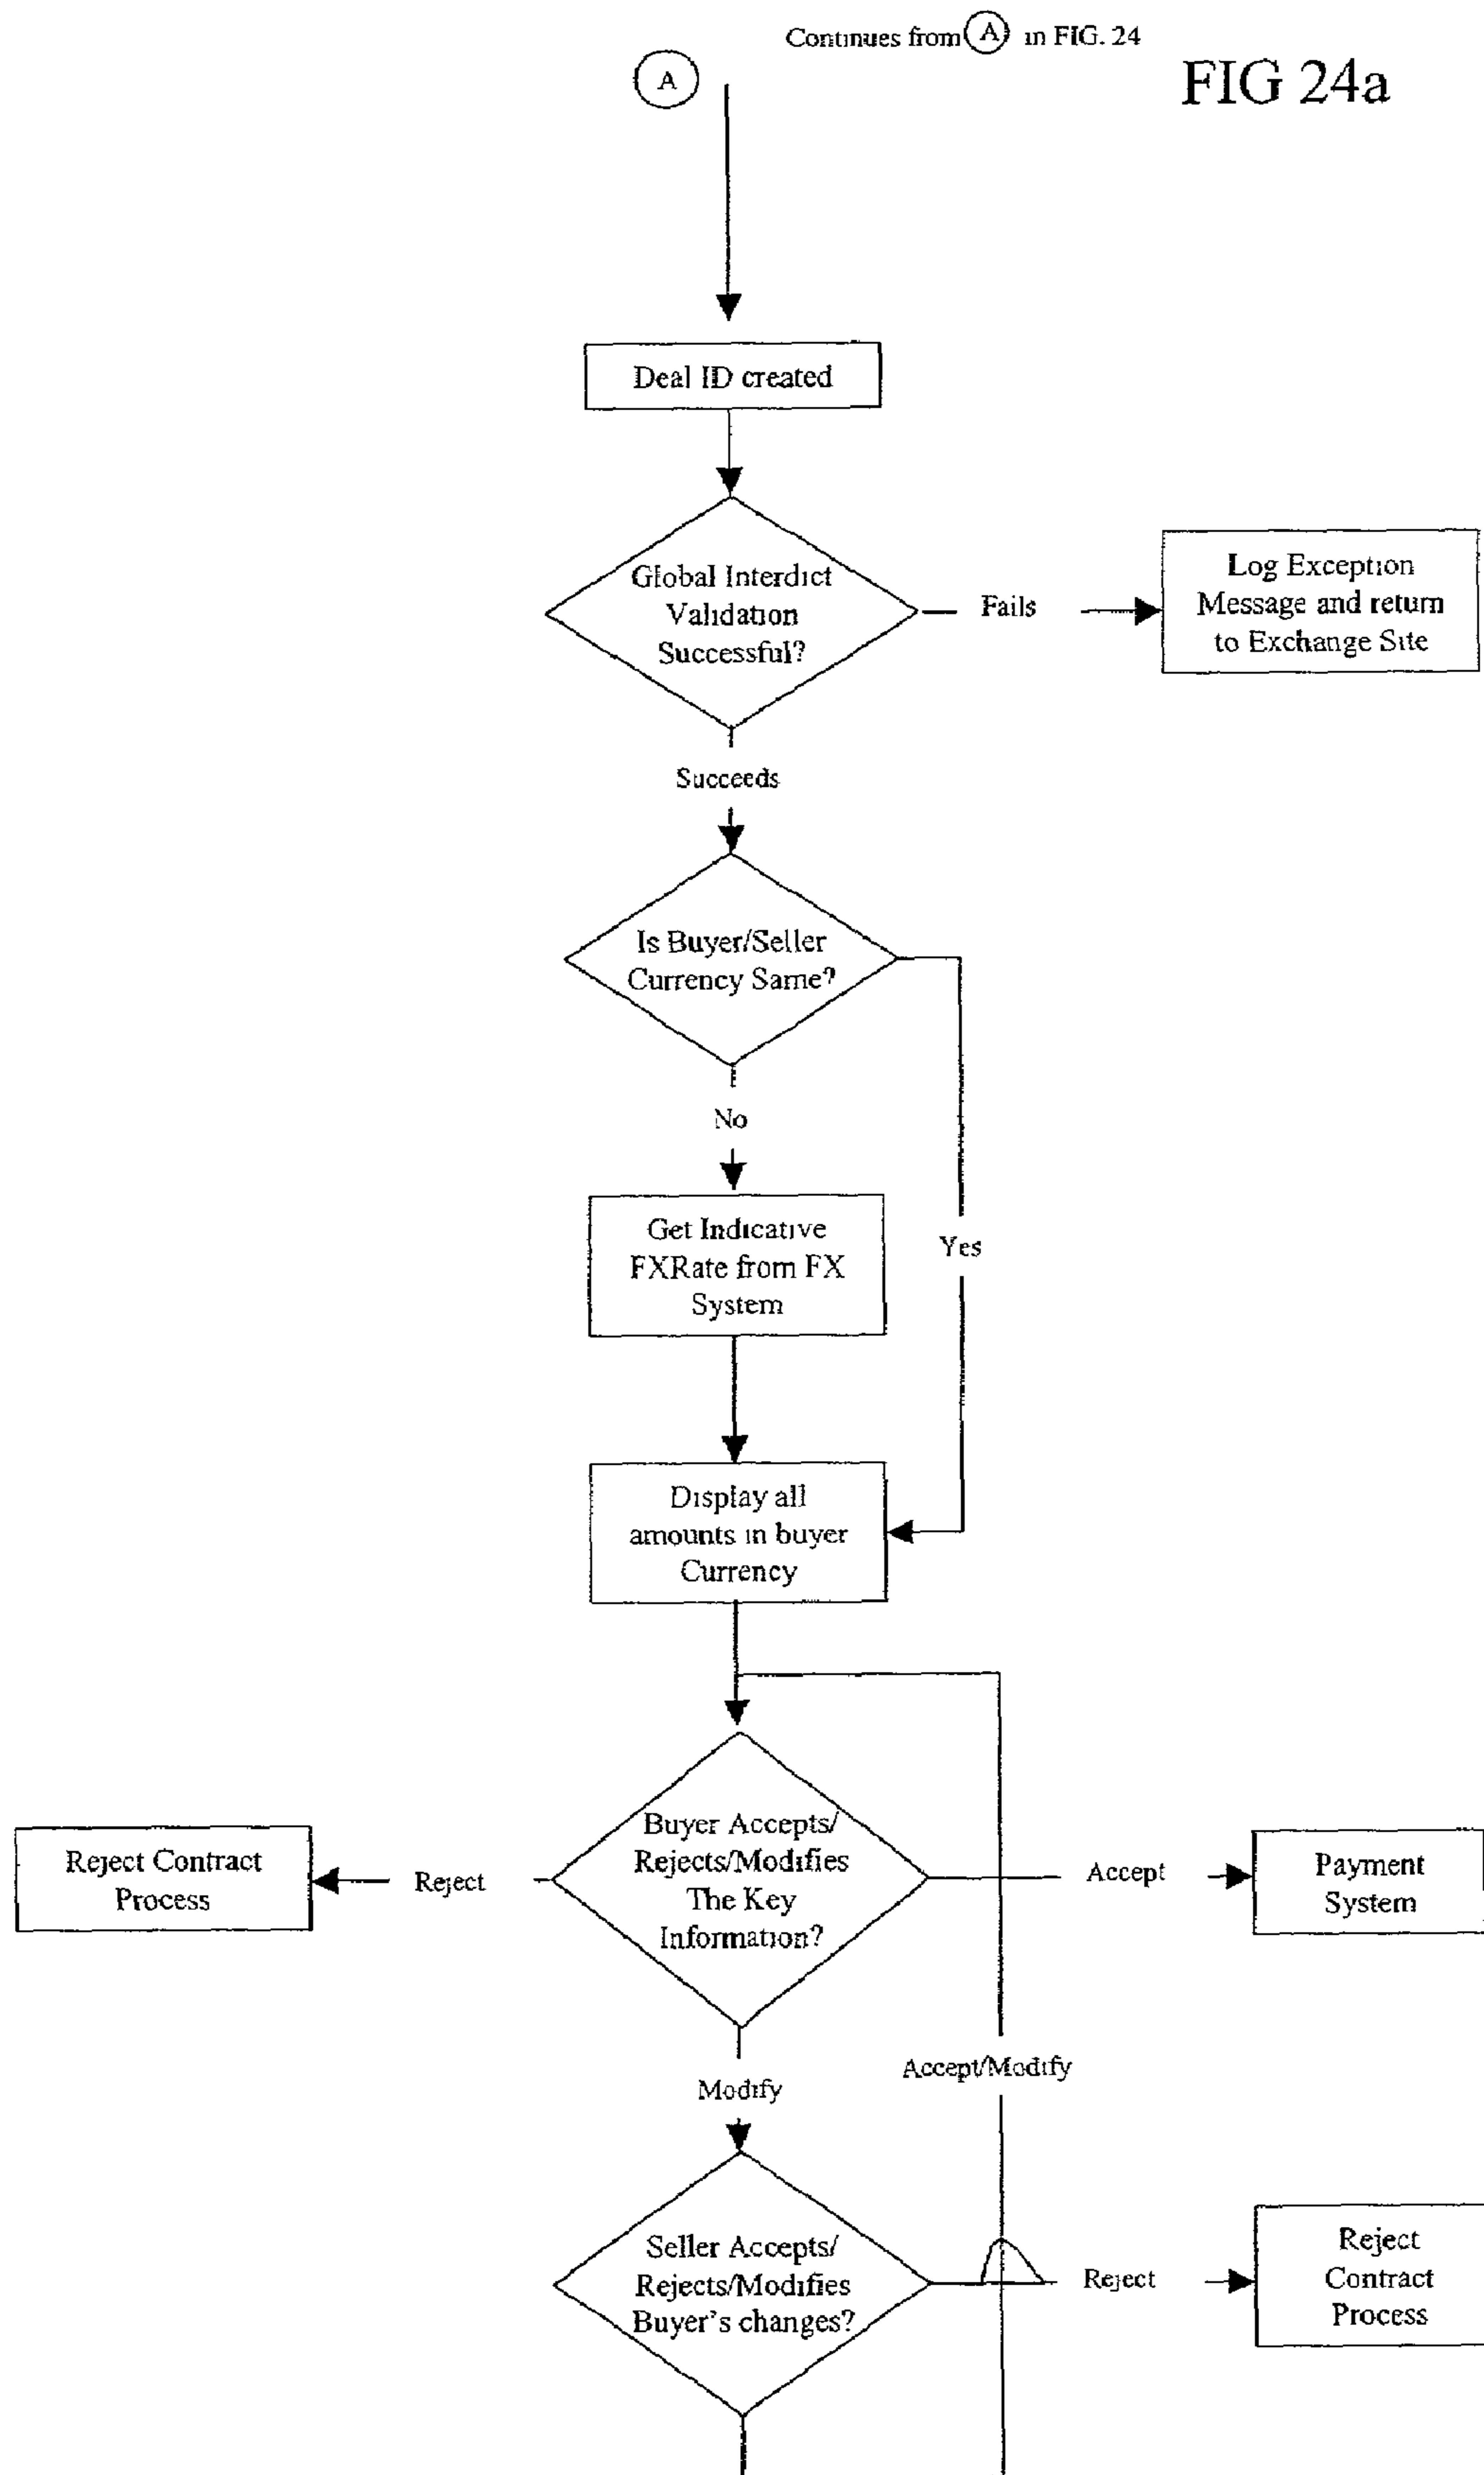 Continues from A in FIG. 24
A
FIG 24a
Deal ID created
Global Interdict
Validation
Successful?
Fails
Log Exception
Message and return
to Exchange Site
Succeeds
Is Buyer/Seller
Currency Same?
No
Yes
Get Indicative
FXRate from FX
System
Display all
amounts in buyer
Currency
Buyer Accepts/
Rejects/Modifies
The Key
Information?
Reject
Reject Contract
Process
Accept
Payment
System
Modify
Accept/Modify
Seller Accepts/
Rejects/Modifies
Buyer's changes?
Reject
Reject
Contract
Process